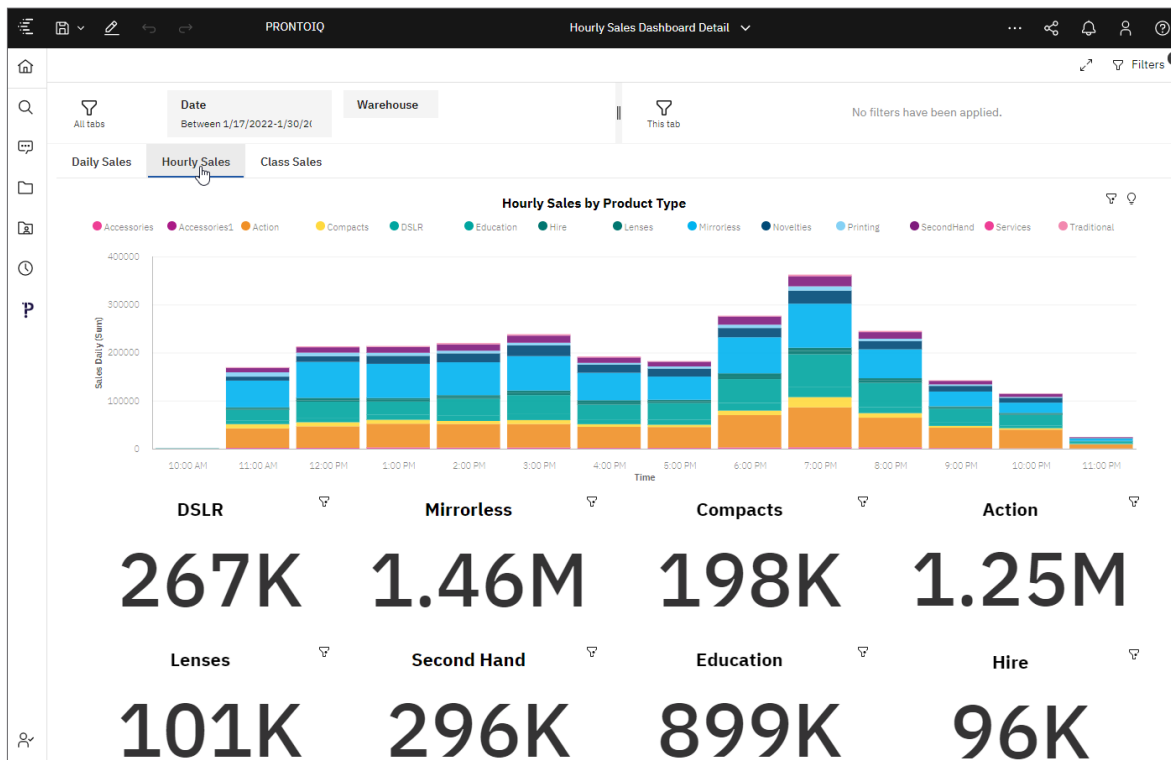 PRONTOIQ
Hourly Sales Dashboard Detail
Filters
All tabs
Date
Between 1/17/2022-1/30/20
Warehouse
This tab
No filters have been applied.
Daily Sales
Hourly Sales
Class Sales
Hourly Sales by Product Type
Accessories Accessories1 Action Compacts DSLR Education Hire Lenses Mirrorless Novelties Printing SecondHand Services Traditional
400000
300000
200000
100000
0
Sales Daily (Sum)
10:00 AM 11:00 AM 12:00 PM 1:00 PM 2:00 PM 3:00 PM 4:00 PM 5:00 PM 6:00 PM 7:00 PM 8:00 PM 9:00 PM 10:00 PM 11:00 PM
Time
DSLR Mirrorless Compacts Action
267K 1.46M 198K 1.25M
Lenses Second Hand Education Hire
101K 296K 899K 96K